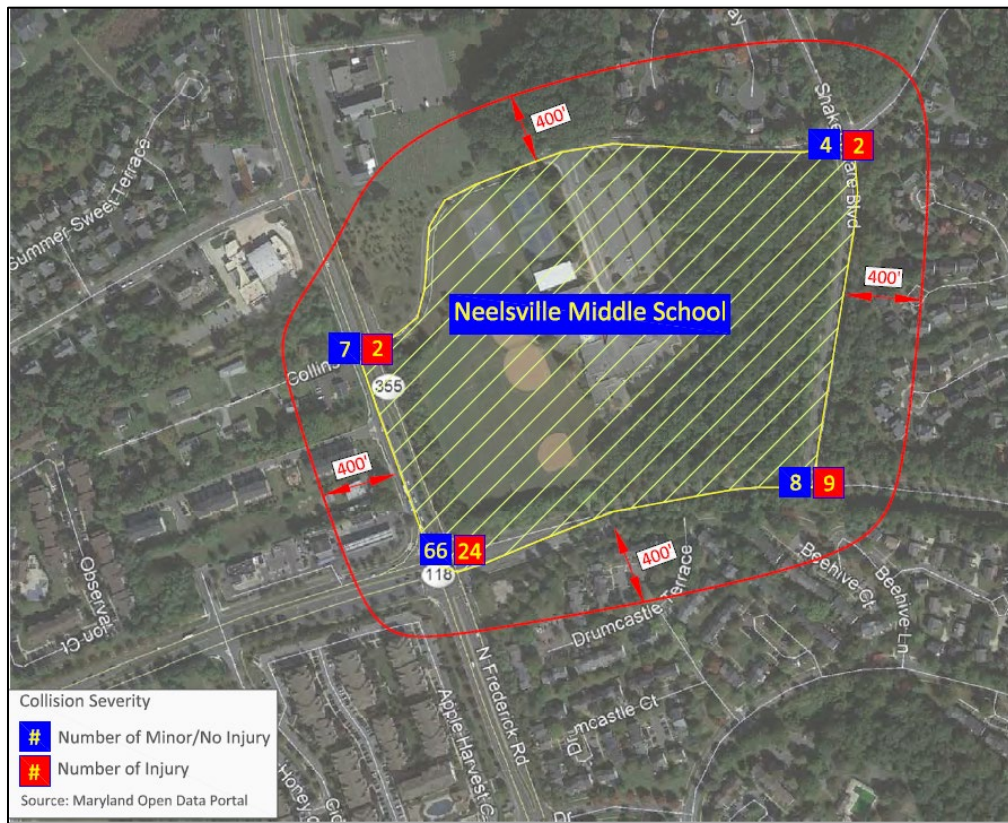 Shakespeare Blvd
400'
4 2
Summer Sweet Terrace
400'
Neelsville Middle School
7 2
Collins
355
400'
8 9
66 24
118
400'
Beehive Ct
Beehive Ln
Drumcastle Terrace
Observation Ct
N Frederick Rd
Apple Harvest C
mcastle Ct
Dr
Honey
Collision Severity
# Number of Minor/No Injury
# Number of Injury
Source: Maryland Open Data Portal